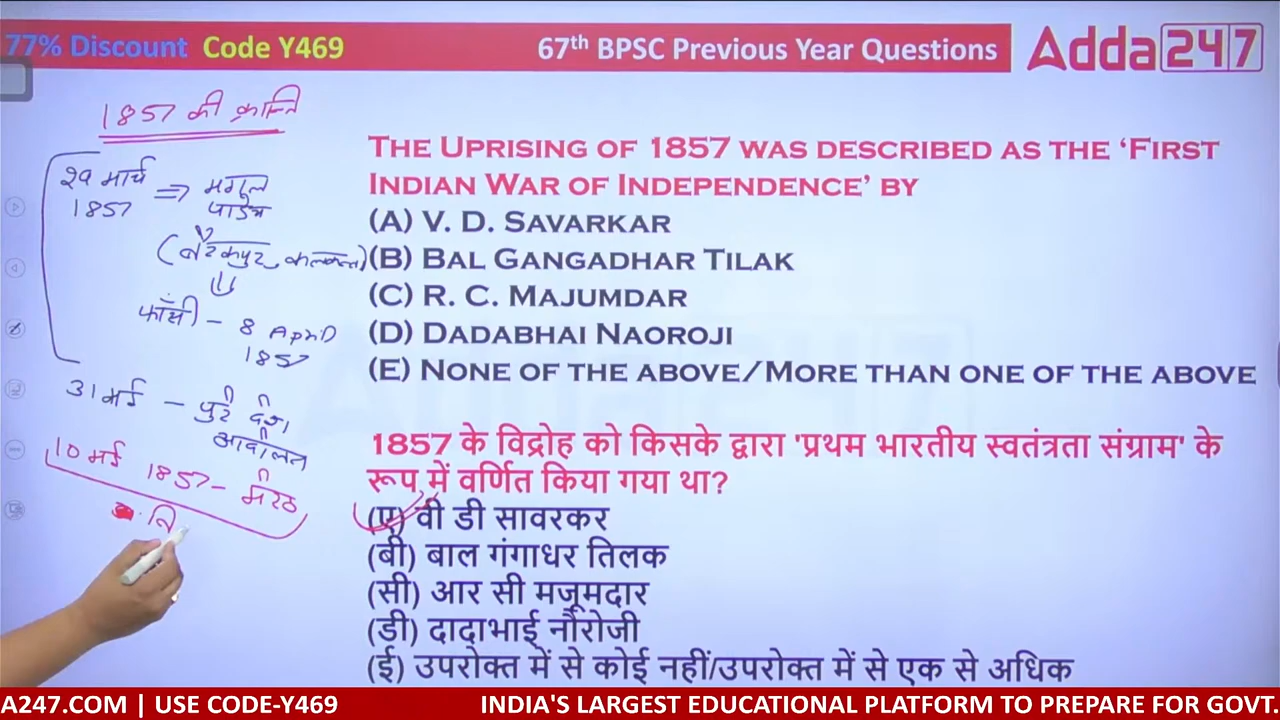 77% Discount Code Y469
67th BPSC Previous Year Questions
Adda247
1857 की क्रान्ति
29 मार्च
1857
⇒ मंगल
पाण्डे
(बैरकपुर, कलकत्ता)
फाँसी – 8 April
1857
31 मई – पुरे देश
आंदोलन
10 मई 1857 – मेरठ
THE UPRISING OF 1857 WAS DESCRIBED AS THE ‘FIRST
INDIAN WAR OF INDEPENDENCE’ BY
(A) V. D. SAVARKAR
(B) BAL GANGADHAR TILAK
(C) R. C. MAJUMDAR
(D) DADABHAI NAOROJI
(E) NONE OF THE ABOVE/MORE THAN ONE OF THE ABOVE
1857 के विद्रोह को किसके द्वारा 'प्रथम भारतीय स्वतंत्रता संग्राम' के
रूप में वर्णित किया गया था?
(ए) वी डी सावरकर
(बी) बाल गंगाधर तिलक
(सी) आर सी मजूमदार
(डी) दादाभाई नौरोजी
(ई) उपरोक्त में से कोई नहीं/उपरोक्त में से एक से अधिक
A247.COM | USE CODE-Y469
INDIA'S LARGEST EDUCATIONAL PLATFORM TO PREPARE FOR GOVT.